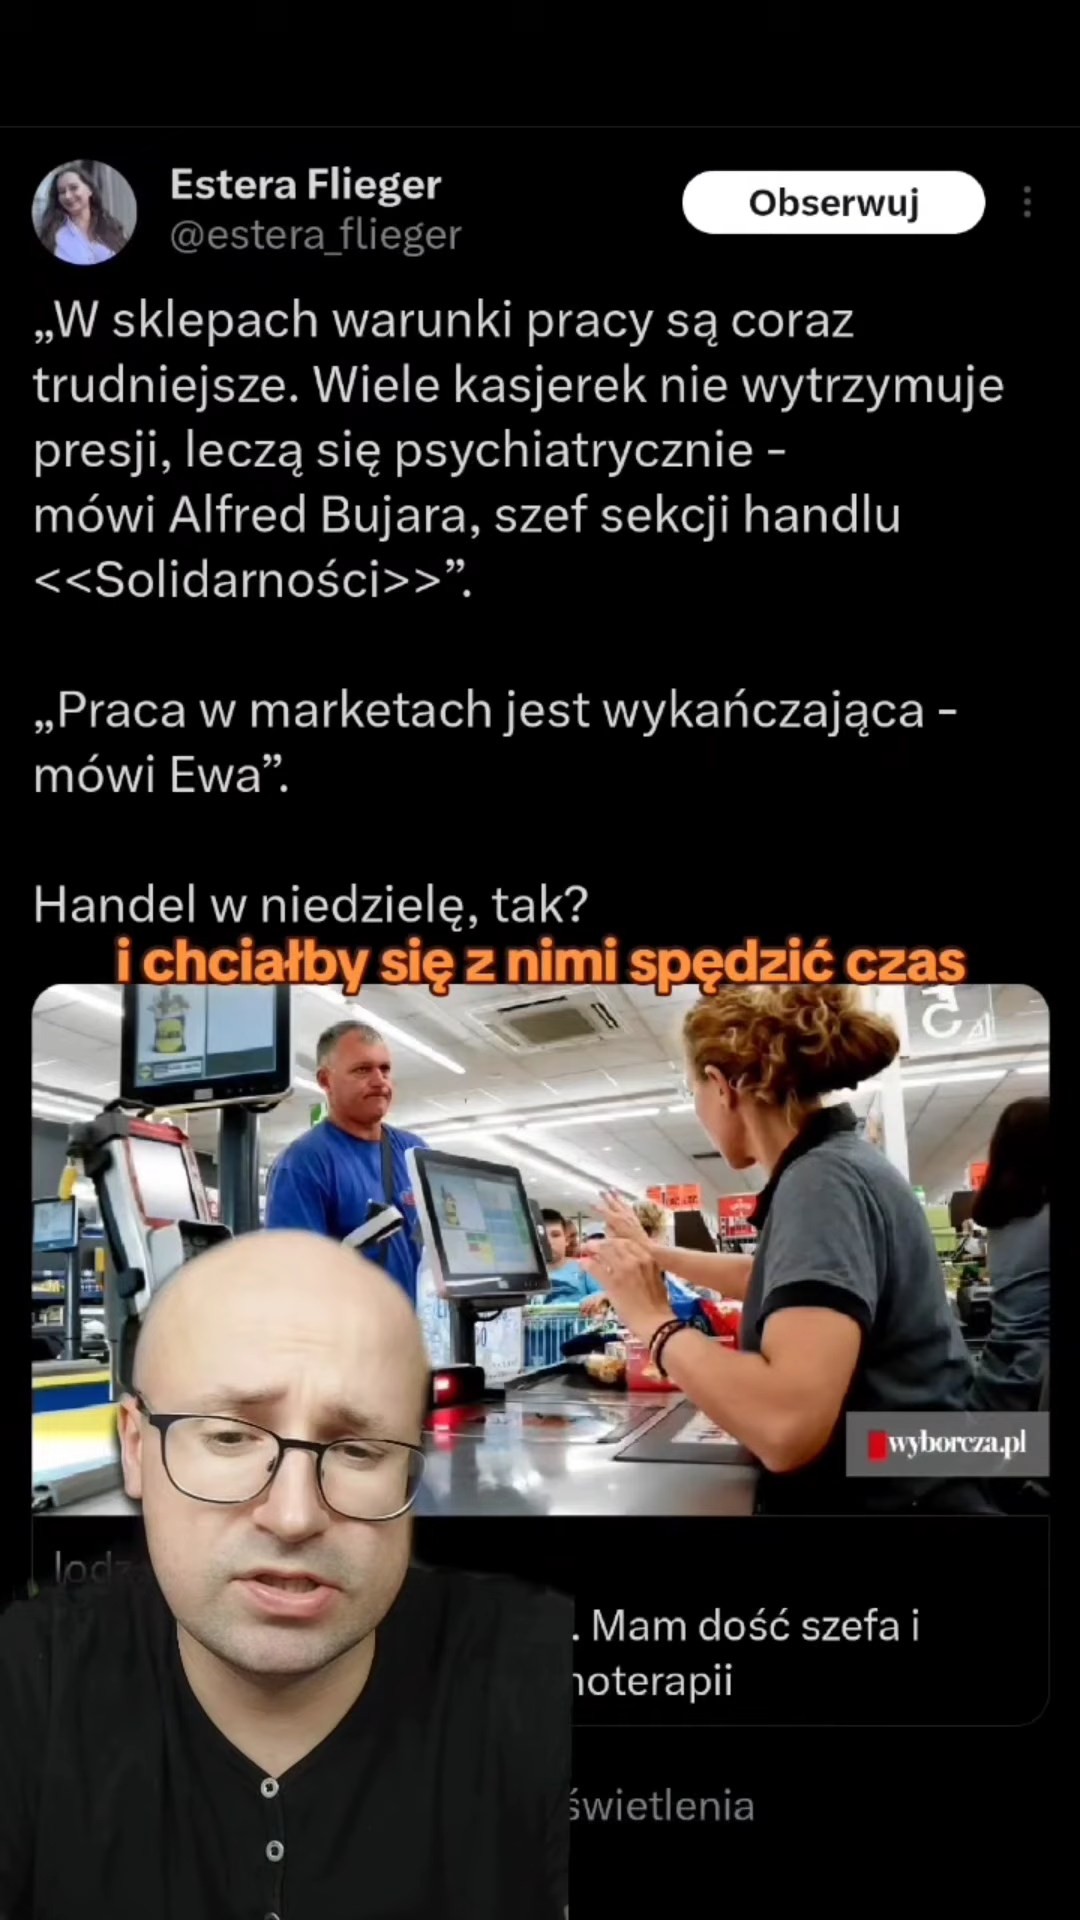 Estera Flieger
@estera_flieger
Obserwuj
„W sklepach warunki pracy są coraz
trudniejsze. Wiele kasjerek nie wytrzymuje
presji, leczą się psychiatrycznie -
mówi Alfred Bujara, szef sekcji handlu
<<Solidarności>>”.
„Praca w marketach jest wykańczająca -
mówi Ewa”.
Handel w niedzielę, tak?
i chciałby się z nimi spędzić czas
wyborcza.pl
. Mam dość szefa i